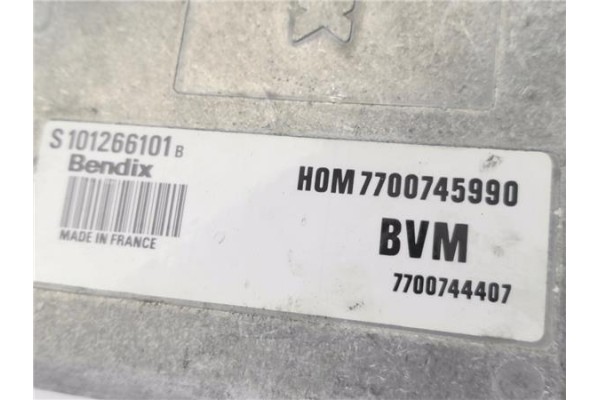 S 101266101 B
Bendix
MADE IN FRANCE
HOM 7700745990
BVM
7700744407